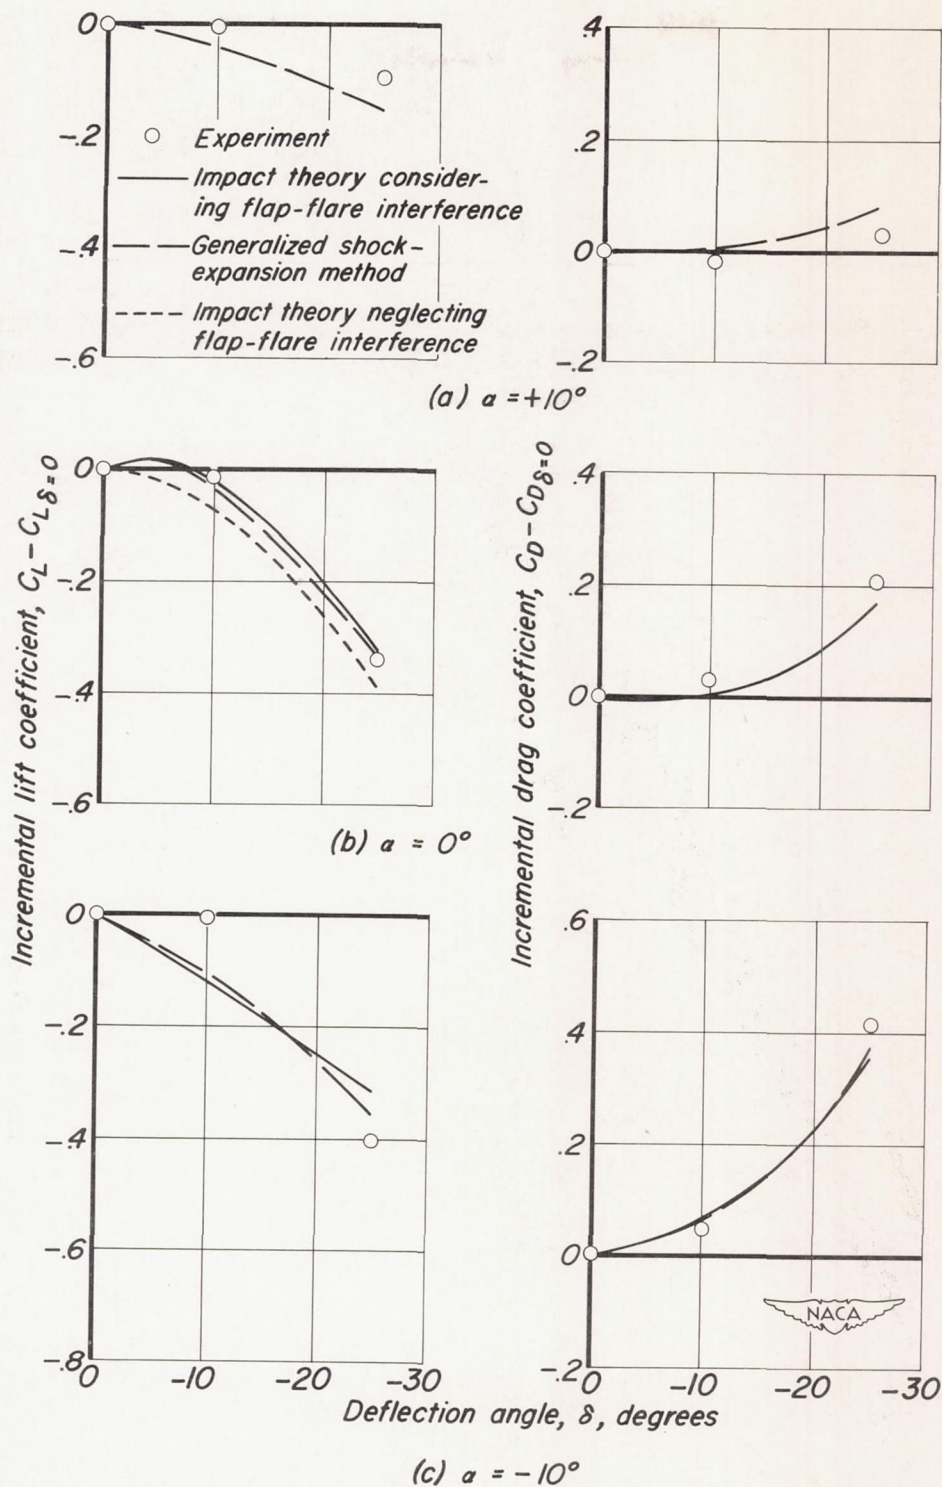 0
-.2
-.4
-.6
Experiment
Impact theory consider-
ing flap-flare interference
Generalized shock-
expansion method
Impact theory neglecting
flap-flare interference
.4
.2
0
-.2
(a) α = +10°
Incremental lift coefficient, C_L – C_L δ=0
0
-.2
-.4
-.6
Incremental drag coefficient, C_D – C_D δ=0
.4
.2
0
-.2
(b) α = 0°
0
-.2
-.4
-.6
-.8
0 -10 -20 -30
.6
.4
.2
0
-.2
0 -10 -20 -30
NACA
Deflection angle, δ, degrees
(c) α = -10°